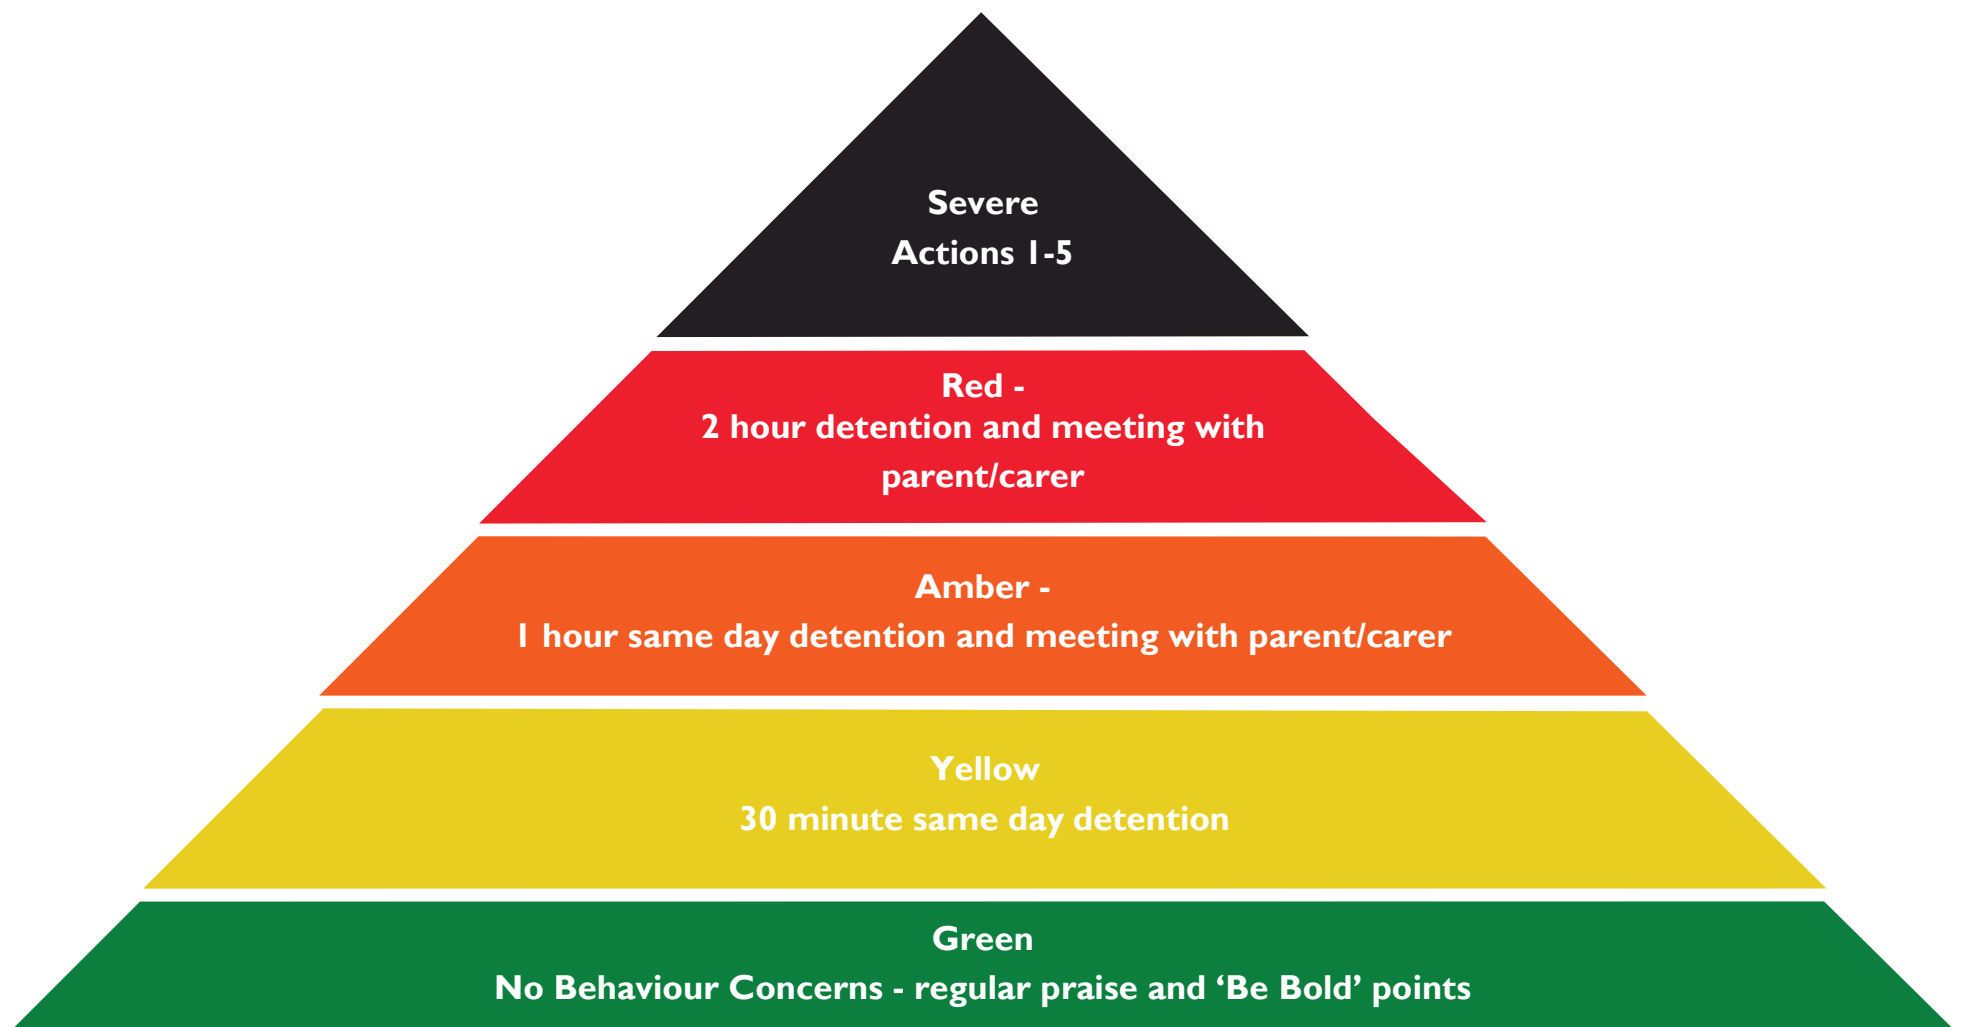 Severe
Actions 1-5
Red -
2 hour detention and meeting with
parent/carer
Amber -
1 hour same day detention and meeting with parent/carer
Yellow
30 minute same day detention
Green
No Behaviour Concerns - regular praise and ‘Be Bold’ points